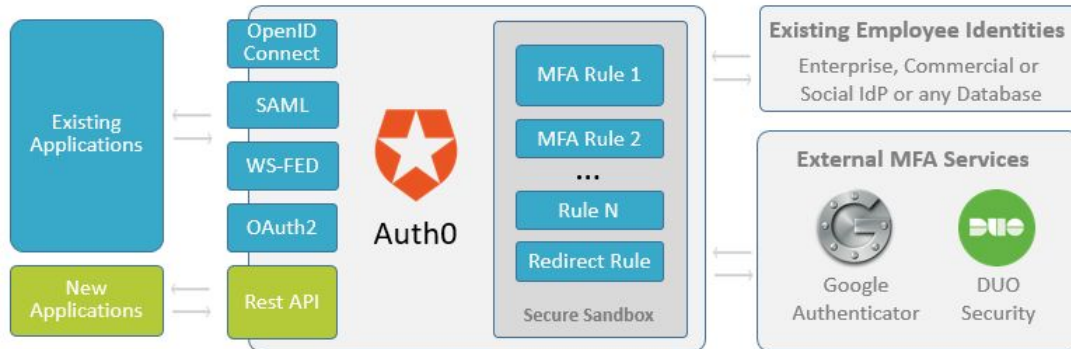 Existing
Applications
New
Applications
OpenID
Connect
SAML
WS-FED
OAuth2
Rest API
Auth0
MFA Rule 1
MFA Rule 2
...
Rule N
Redirect Rule
Secure Sandbox
Existing Employee Identities
Enterprise, Commercial or
Social IdP or any Database
External MFA Services
G
Google
Authenticator
DUO
DUO
Security